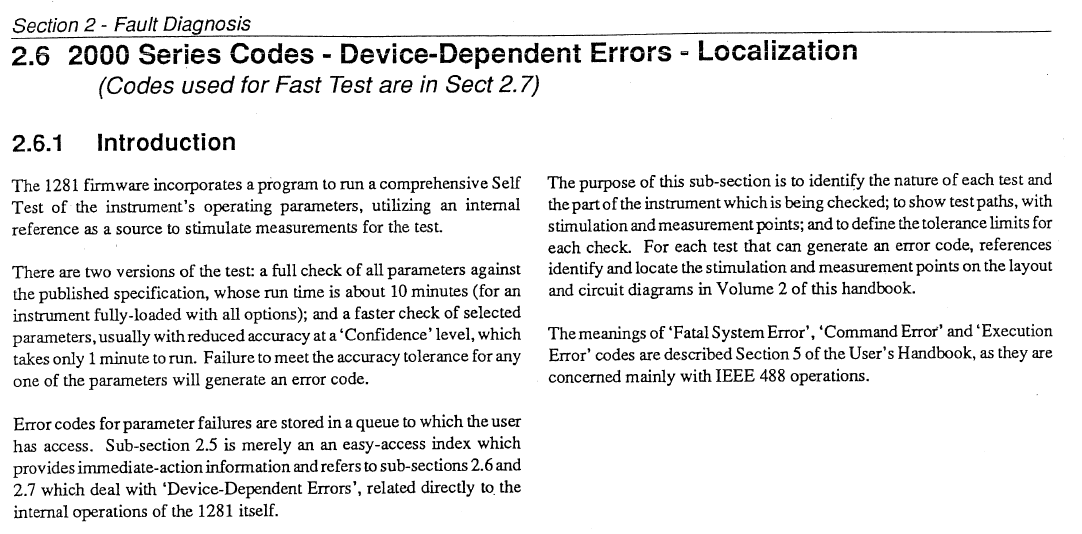 Section 2 - Fault Diagnosis
2.6 2000 Series Codes - Device-Dependent Errors - Localization
(Codes used for Fast Test are in Sect 2.7)
2.6.1 Introduction
The 1281 firmware incorporates a program to run a comprehensive Self
Test of the instrument's operating parameters, utilizing an internal
reference as a source to stimulate measurements for the test.
There are two versions of the test: a full check of all parameters against
the published specification, whose run time is about 10 minutes (for an
instrument fully-loaded with all options); and a faster check of selected
parameters, usually with reduced accuracy at a 'Confidence' level, which
takes only 1 minute to run. Failure to meet the accuracy tolerance for any
one of the parameters will generate an error code.
Error codes for parameter failures are stored in a queue to which the user
has access. Sub-section 2.5 is merely an an easy-access index which
provides immediate-action information and refers to sub-sections 2.6 and
2.7 which deal with 'Device-Dependent Errors', related directly to the
internal operations of the 1281 itself.
The purpose of this sub-section is to identify the nature of each test and
the part of the instrument which is being checked; to show test paths, with
stimulation and measurement points; and to define the tolerance limits for
each check. For each test that can generate an error code, references
identify and locate the stimulation and measurement points on the layout
and circuit diagrams in Volume 2 of this handbook.
The meanings of 'Fatal System Error', 'Command Error' and 'Execution
Error' codes are described Section 5 of the User's Handbook, as they are
concerned mainly with IEEE 488 operations.